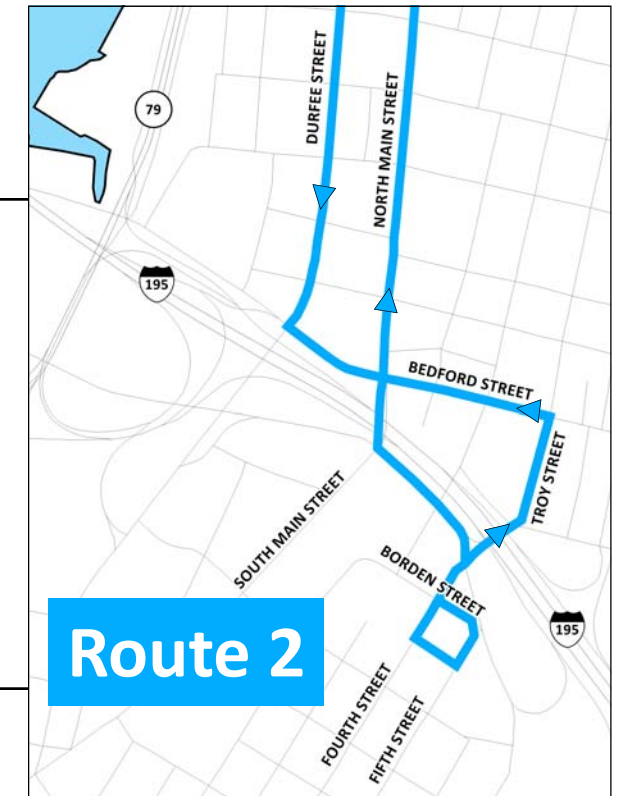 DURFEE STREET
NORTH MAIN STREET
79
195
BEDFORD STREET
TROY STREET
SOUTH MAIN STREET
BORDEN STREET
195
Route 2
FOURTH STREET
FIFTH STREET